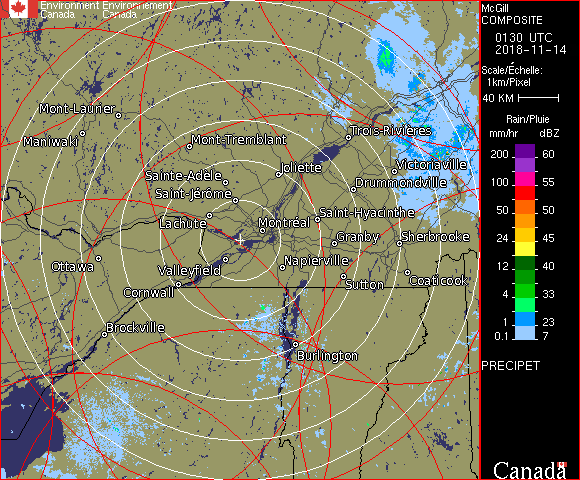 Environment Environnement
Canada Canada
McGill
COMPOSITE
0130 UTC
2018-11-14
Scale/Échelle:
1km/Pixel
40 KM
Rain/Pluie
mm/hr dBZ
200 60
55
100 55
50 50
24 45
12 40
4 33
1 23
0.1 7
PRECIPET
Canada
Mont-Laurier
Maniwaki
Mont-Tremblant
Trois-Rivières
Sainte-Adèle
Joliette
Victoriaville
Saint-Jérôme
Drummondville
Lachute
Montréal
Saint-Hyacinthe
Granby
Sherbrooke
Ottawa
Valleyfield
Napierville
Cornwall
Sutton
Coaticook
Brockville
Burlington